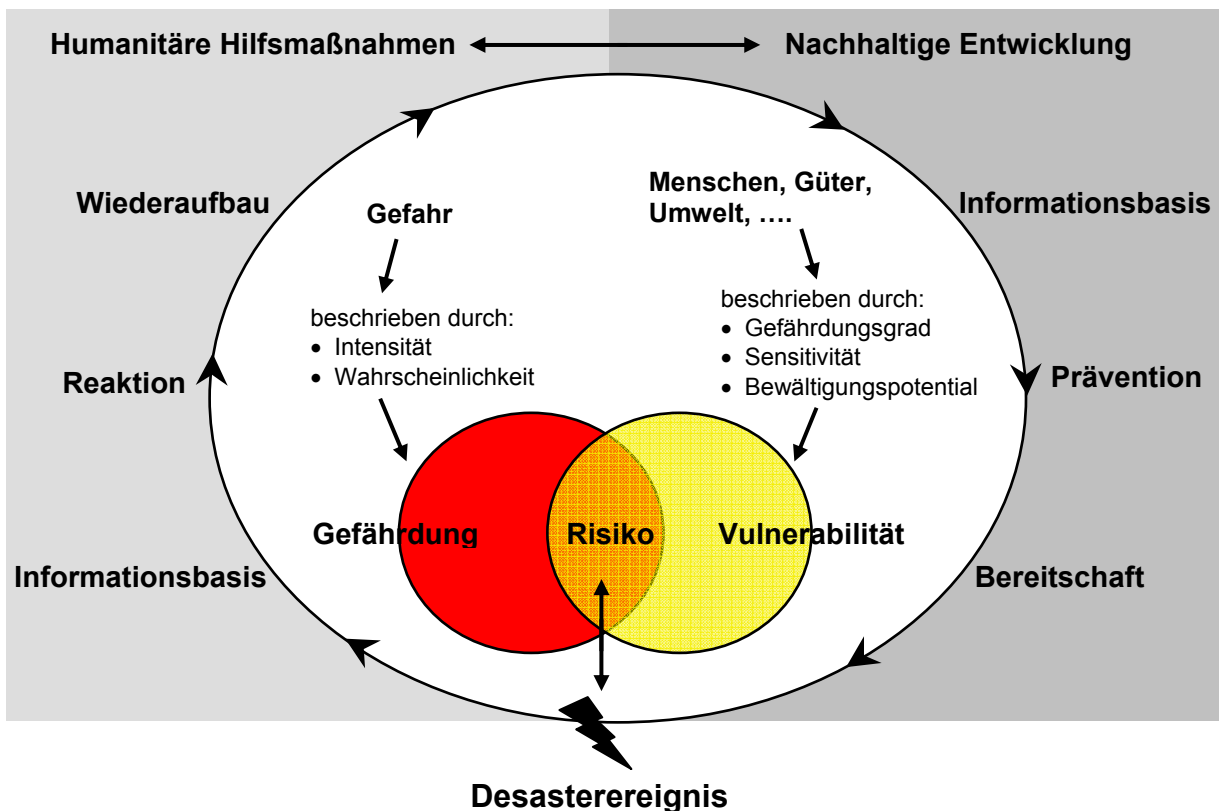 Humanitäre Hilfsmaßnahmen
Nachhaltige Entwicklung
Wiederaufbau
Gefahr
Menschen, Güter,
Umwelt, ….
Informationsbasis
beschrieben durch:
• Intensität
• Wahrscheinlichkeit
beschrieben durch:
• Gefährdungsgrad
• Sensitivität
• Bewältigungspotential
Reaktion
Prävention
Gefährdung
Risiko
Vulnerabilität
Informationsbasis
Bereitschaft
Desasterereignis